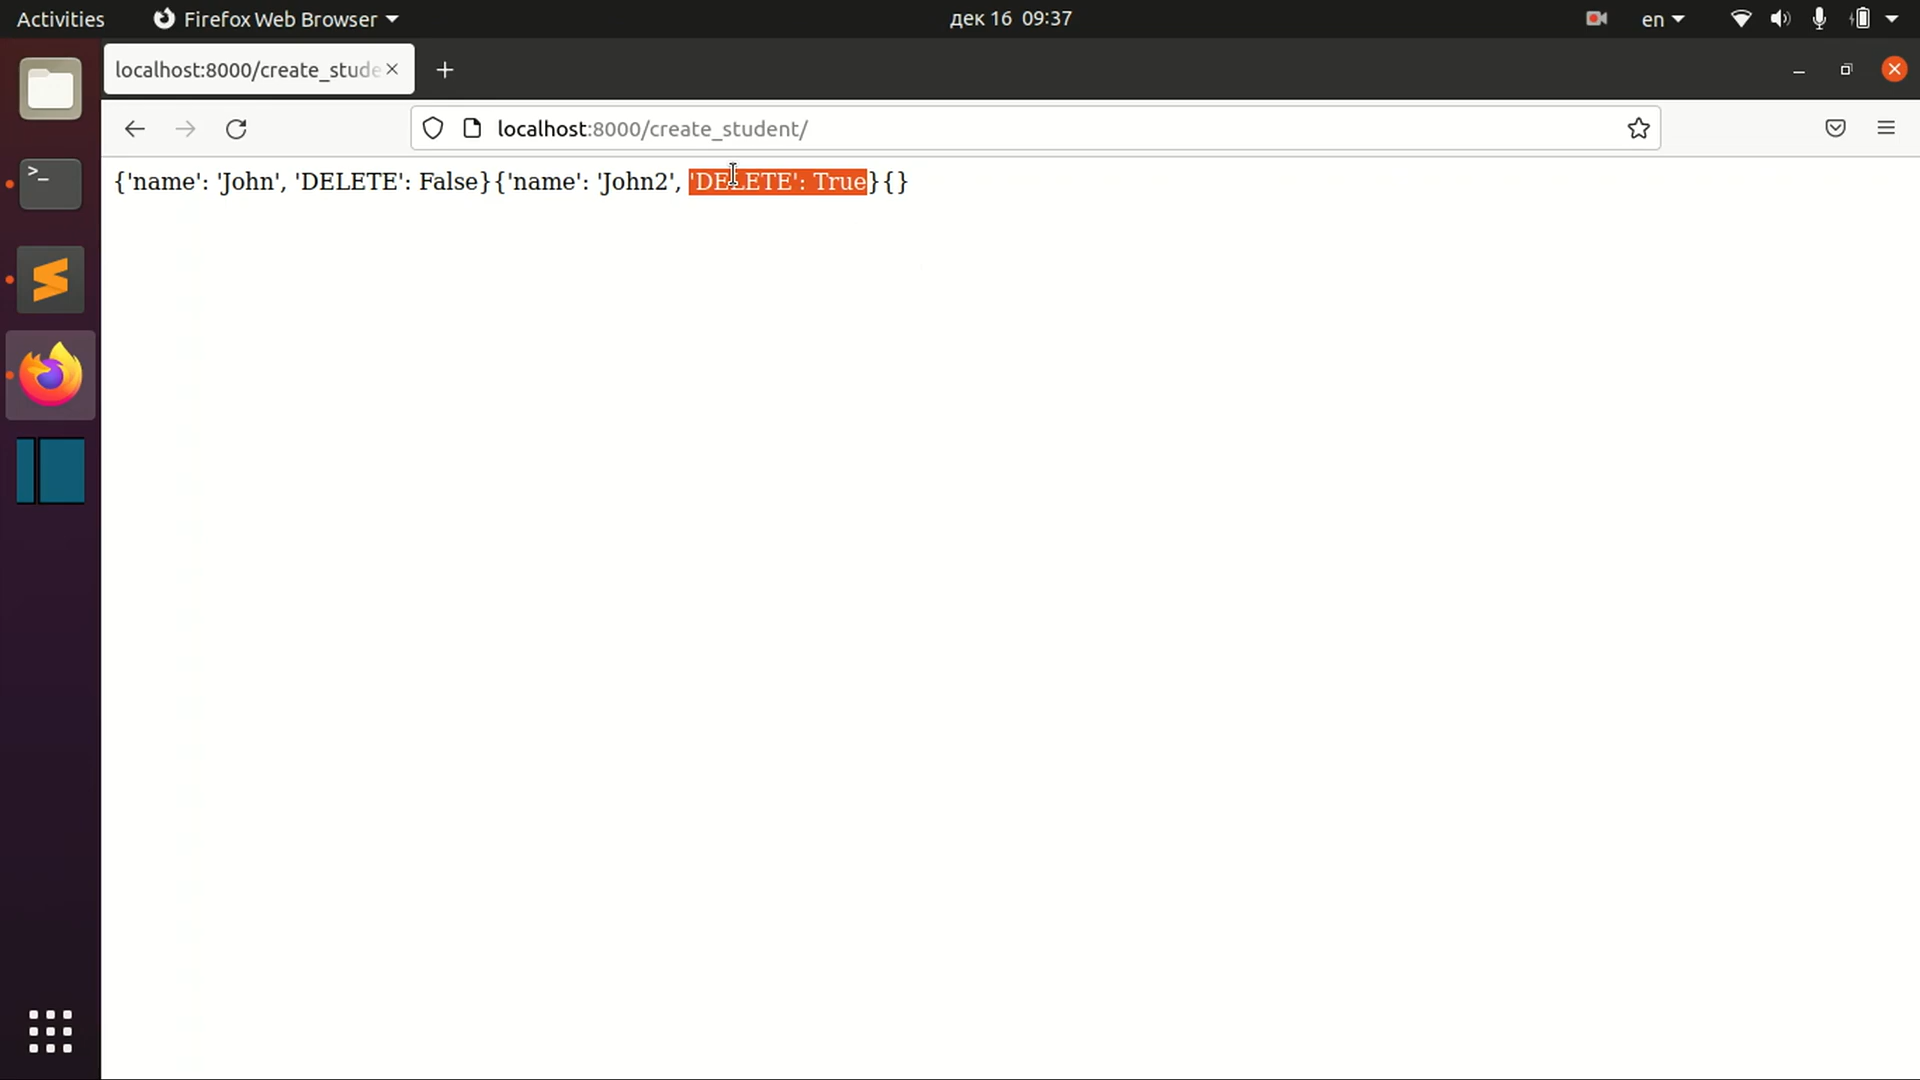 Activities Firefox Web Browser дек 16 09:37 en
localhost:8000/create_stude
localhost:8000/create_student/
{'name': 'John', 'DELETE': False}{'name': 'John2', 'DELETE': True}{}